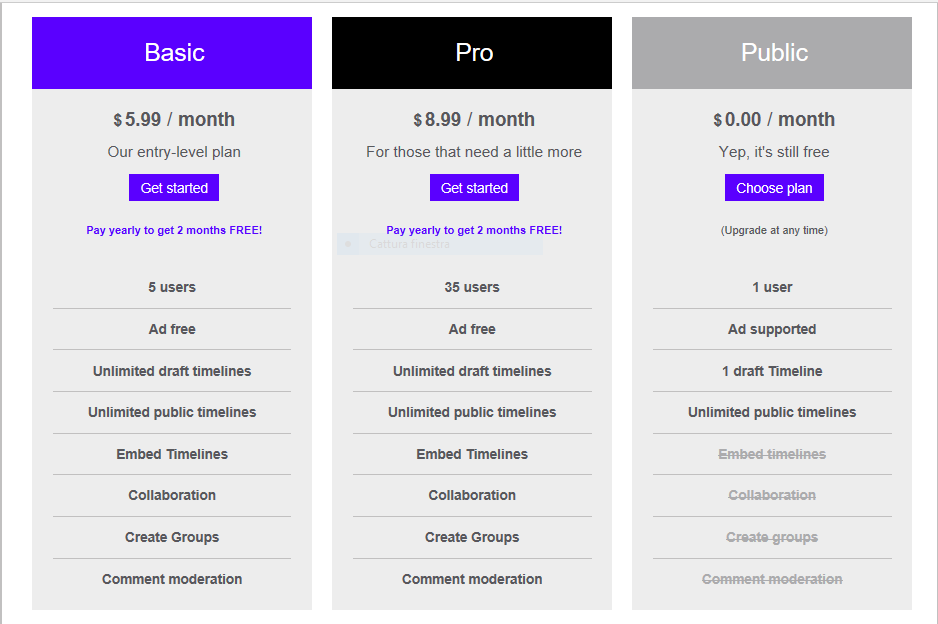 Basic
$ 5.99 / month
Our entry-level plan
Get started
Pay yearly to get 2 months FREE!
5 users
Ad free
Unlimited draft timelines
Unlimited public timelines
Embed Timelines
Collaboration
Create Groups
Comment moderation
Pro
$ 8.99 / month
For those that need a little more
Get started
Pay yearly to get 2 months FREE!
Cattura finestra
35 users
Ad free
Unlimited draft timelines
Unlimited public timelines
Embed Timelines
Collaboration
Create Groups
Comment moderation
Public
$ 0.00 / month
Yep, it's still free
Choose plan
(Upgrade at any time)
1 user
Ad supported
1 draft Timeline
Unlimited public timelines
Embed timelines
Collaboration
Create groups
Comment moderation